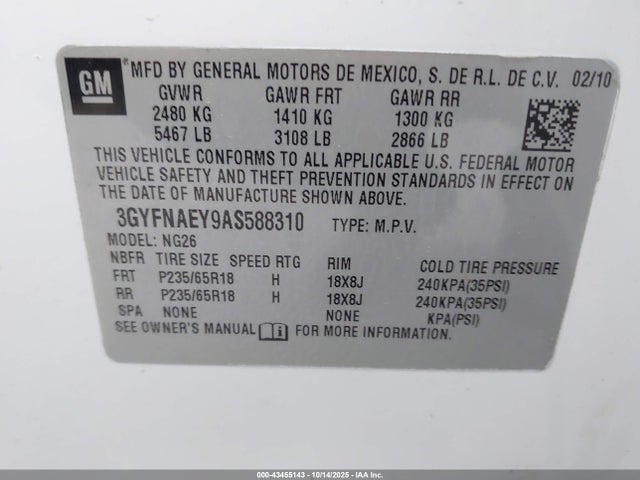 GM MFD BY GENERAL MOTORS DE MEXICO, S. DE R.L. DE C.V. 02/10
GVWR GAWR FRT GAWR RR
2480 KG 1410 KG 1300 KG
5467 LB 3108 LB 2866 LB
THIS VEHICLE CONFORMS TO ALL APPLICABLE U.S. FEDERAL MOTOR
VEHICLE SAFETY AND THEFT PREVENTION STANDARDS IN EFFECT ON
THE DATE OF MANUFACTURE SHOWN ABOVE.
3GYFNAEY9AS588310 TYPE: M.P.V.
MODEL: NG26
NBFR TIRE SIZE SPEED RTG RIM COLD TIRE PRESSURE
FRT P235/65R18 H 18X8J 240KPA(35PSI)
RR P235/65R18 H 18X8J 240KPA(35PSI)
SPA NONE NONE KPA(PSI)
SEE OWNER'S MANUAL i FOR MORE INFORMATION.
000-43455143 - 10/14/2025 - IAA Inc.